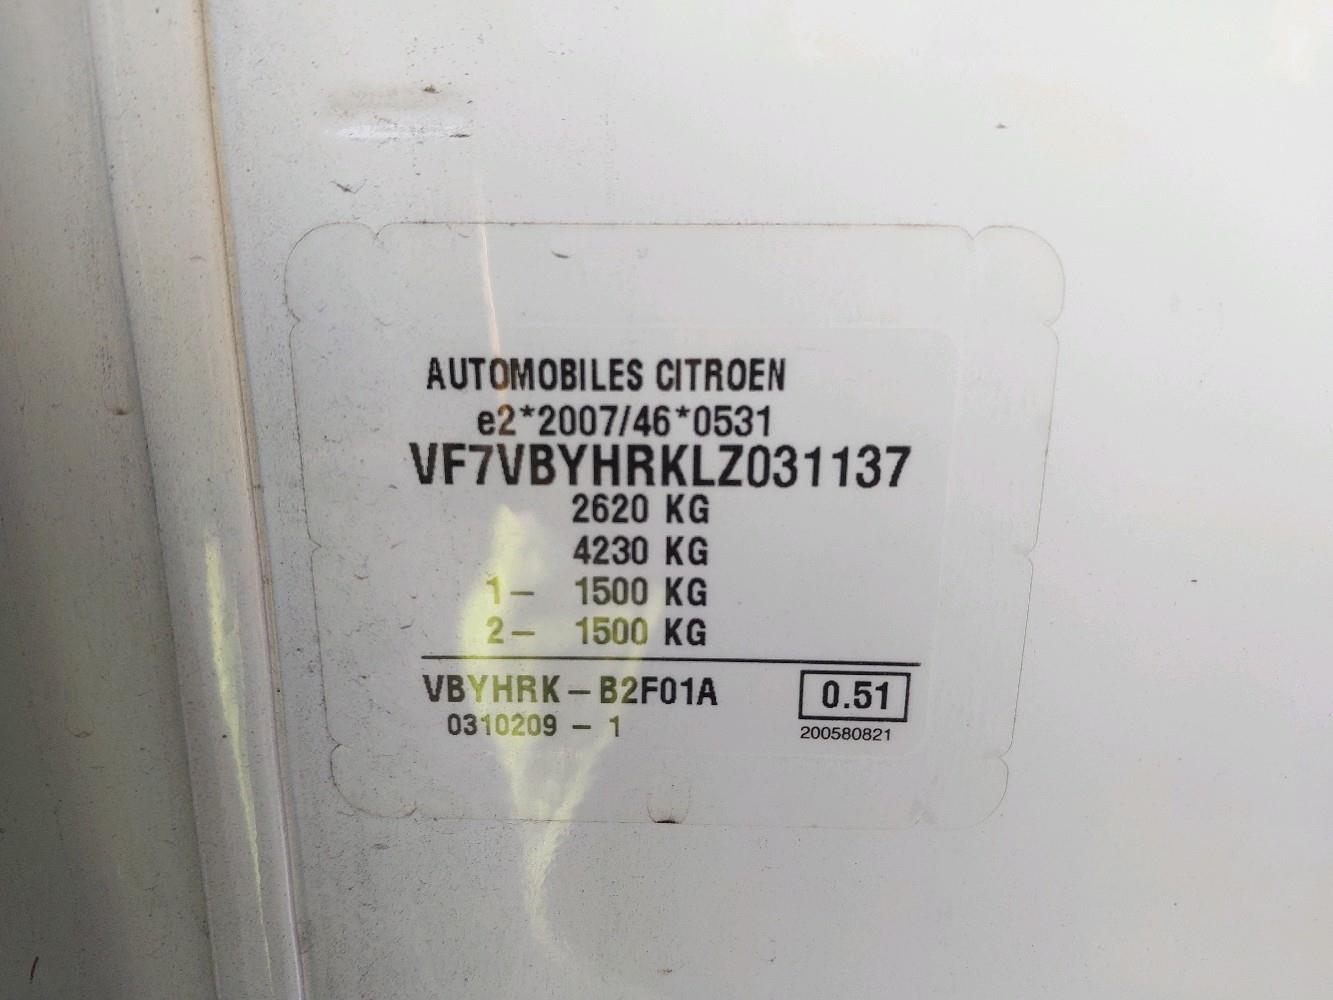 AUTOMOBILES CITROEN
e2*2007/46*0531
VF7VBYHRKLZ031137
2620 KG
4230 KG
1- 1500 KG
2- 1500 KG
VBYHRK-B2F01A 0.51
0310209 - 1 200580821